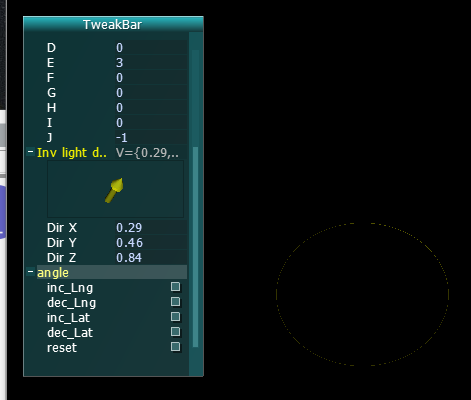 TweakBar
D 0
E 3
F 0
G 0
H 0
I 0
J -1
Inv light d.. V={0.29,..
Dir X 0.29
Dir Y 0.46
Dir Z 0.84
angle
inc_Lng
dec_Lng
inc_Lat
dec_Lat
reset